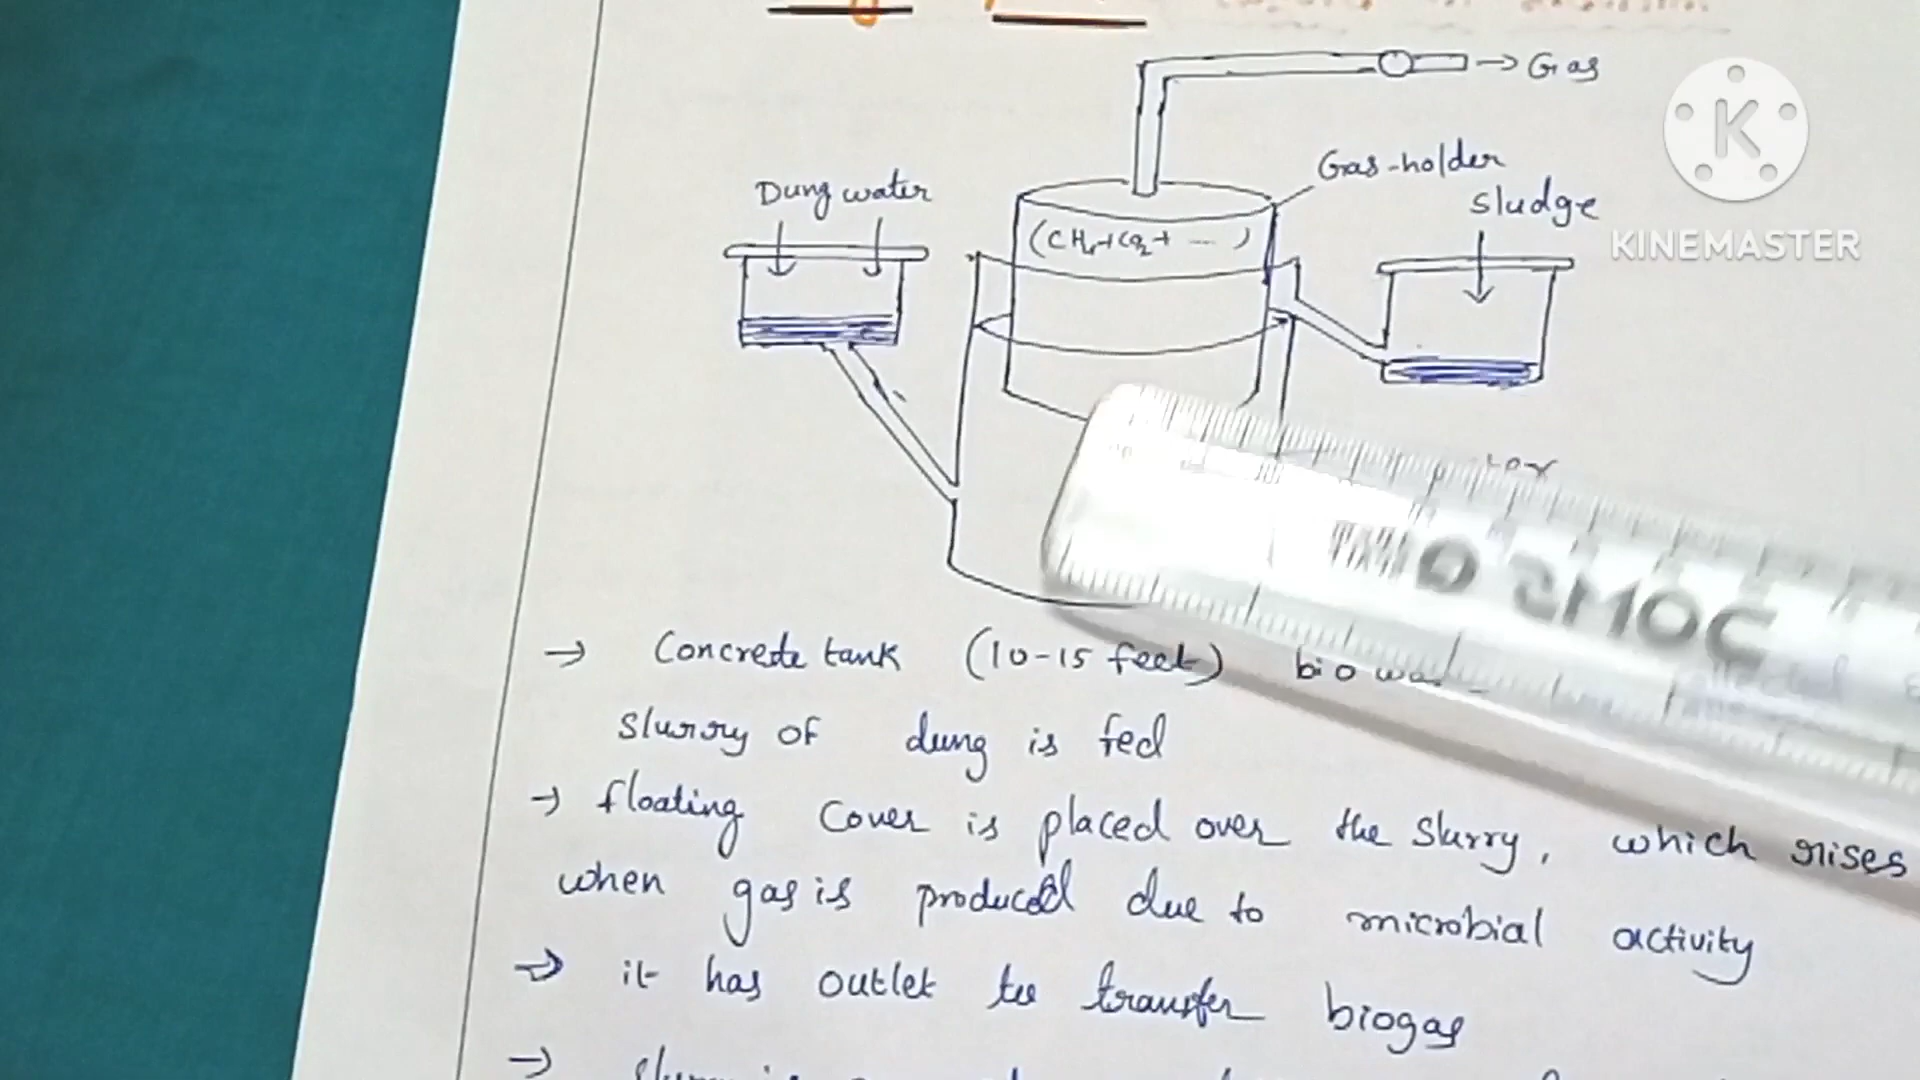 → Gas
Gas-holder
Sludge
Dung water
(CH4+CO2+ ---- )
K
KINEMASTER
→ Concrete tank (10-15 feet) bio
slurry of dung is fed
→ floating cover is placed over the slurry, which rises
when gas is produced due to microbial activity
→ it has outlet to transfer biogas
→